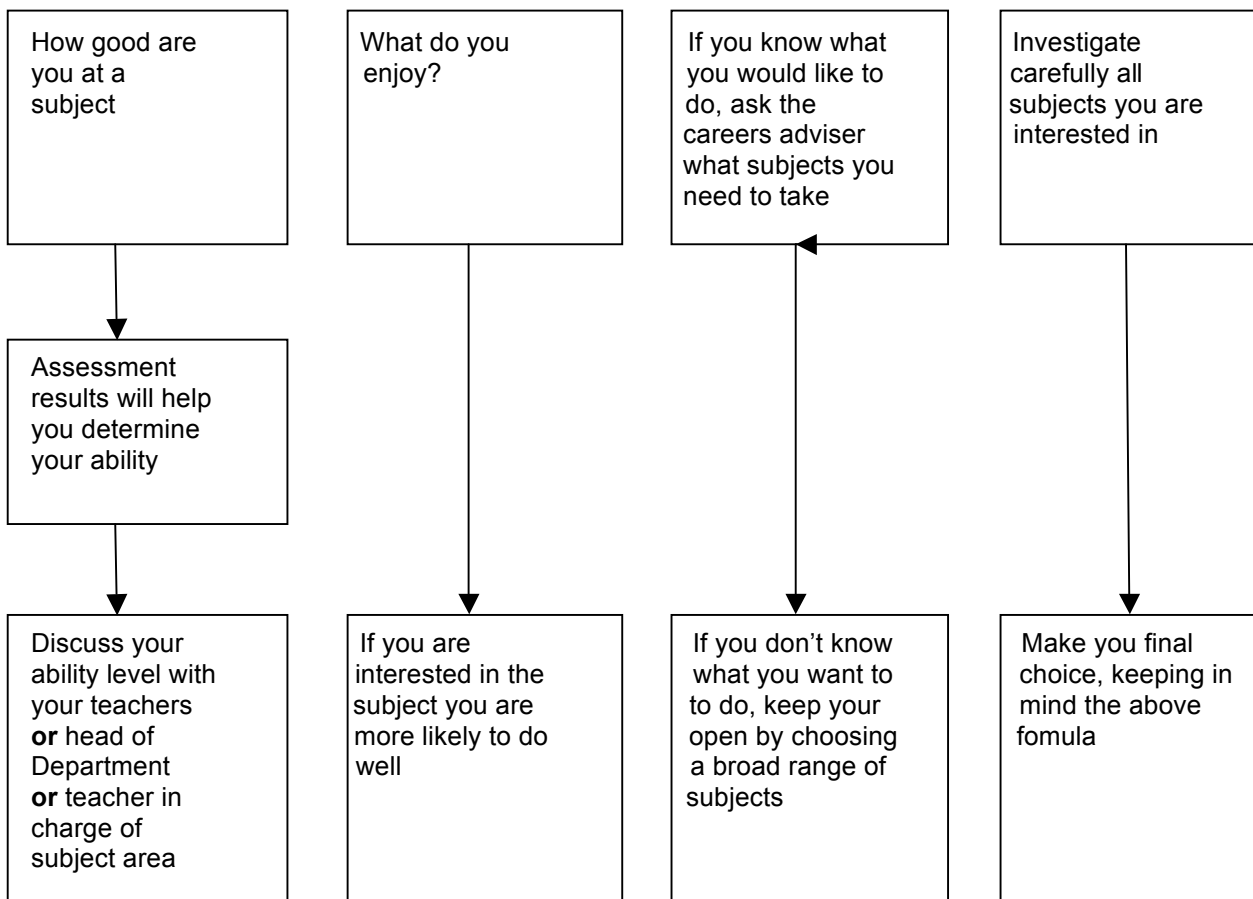 How good are
you at a
subject
What do you
enjoy?
If you know what
you would like to
do, ask the
careers adviser
what subjects you
need to take
Investigate
carefully all
subjects you are
interested in
Assessment
results will help
you determine
your ability
Discuss your
ability level with
your teachers
or head of
Department
or teacher in
charge of
subject area
If you are
interested in the
subject you are
more likely to do
well
If you don’t know
what you want to
to do, keep your
open by choosing
a broad range of
subjects
Make you final
choice, keeping in
mind the above
fomula